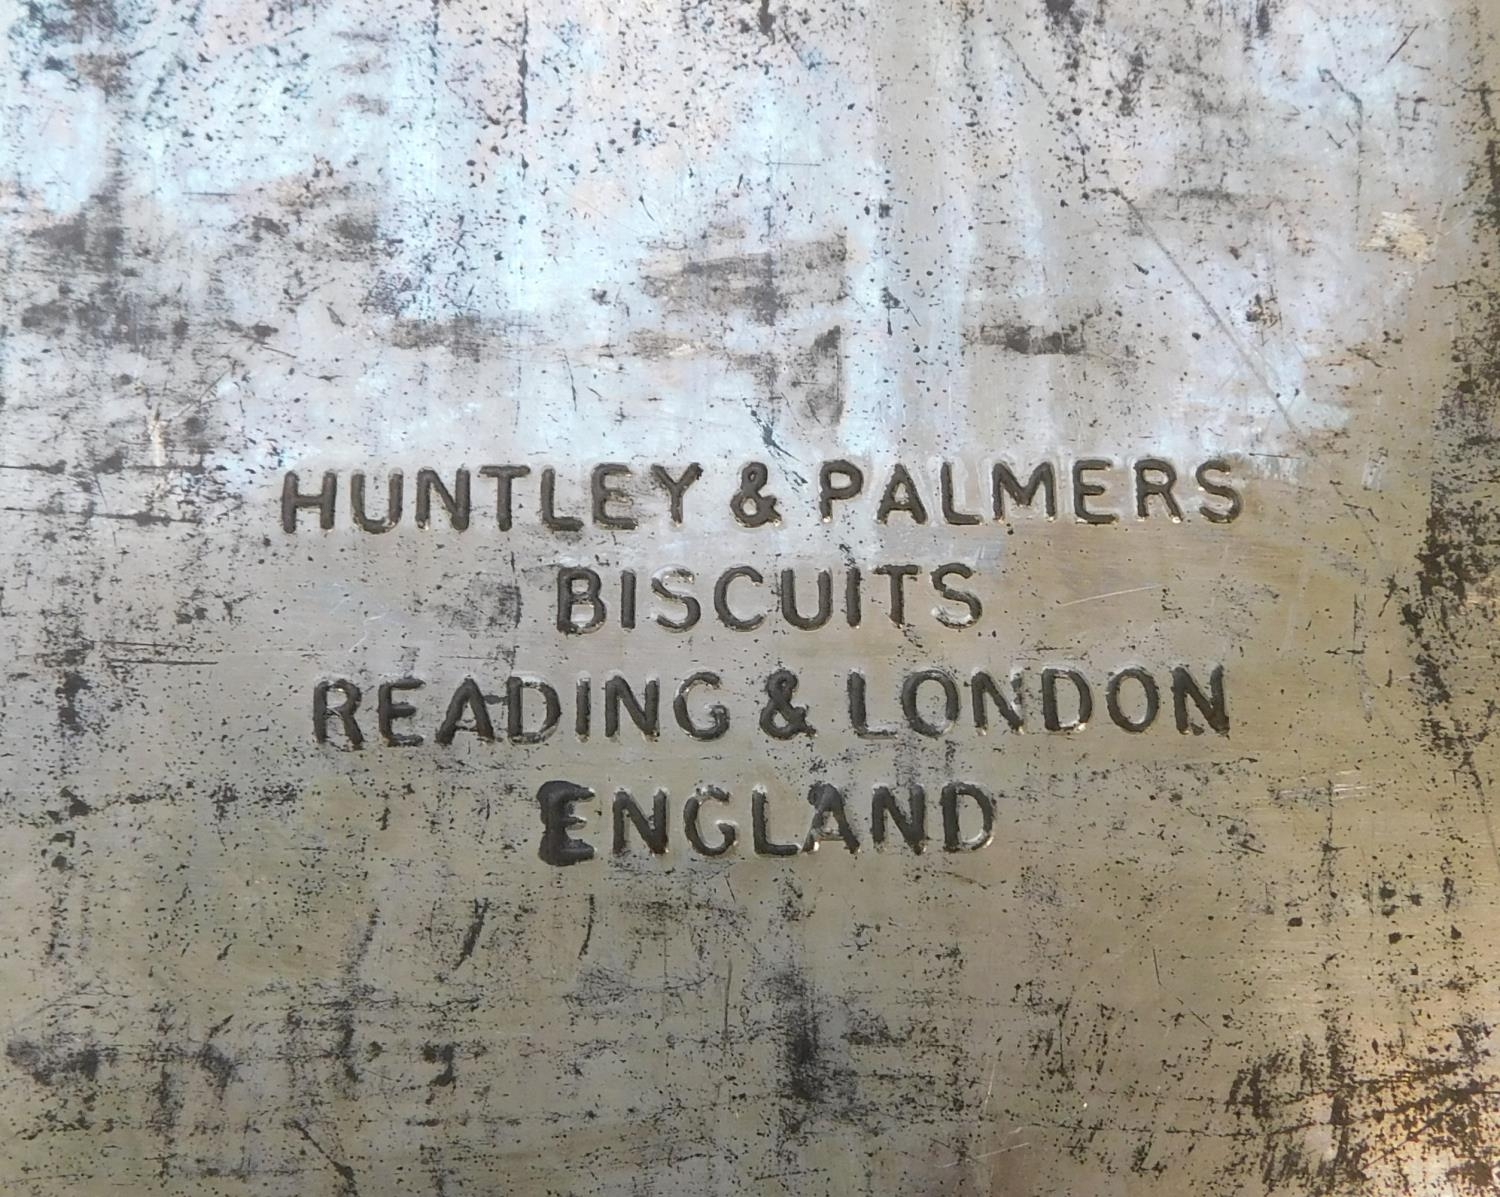 HUNTLEY & PALMERS
BISCUITS
READING & LONDON
ENGLAND